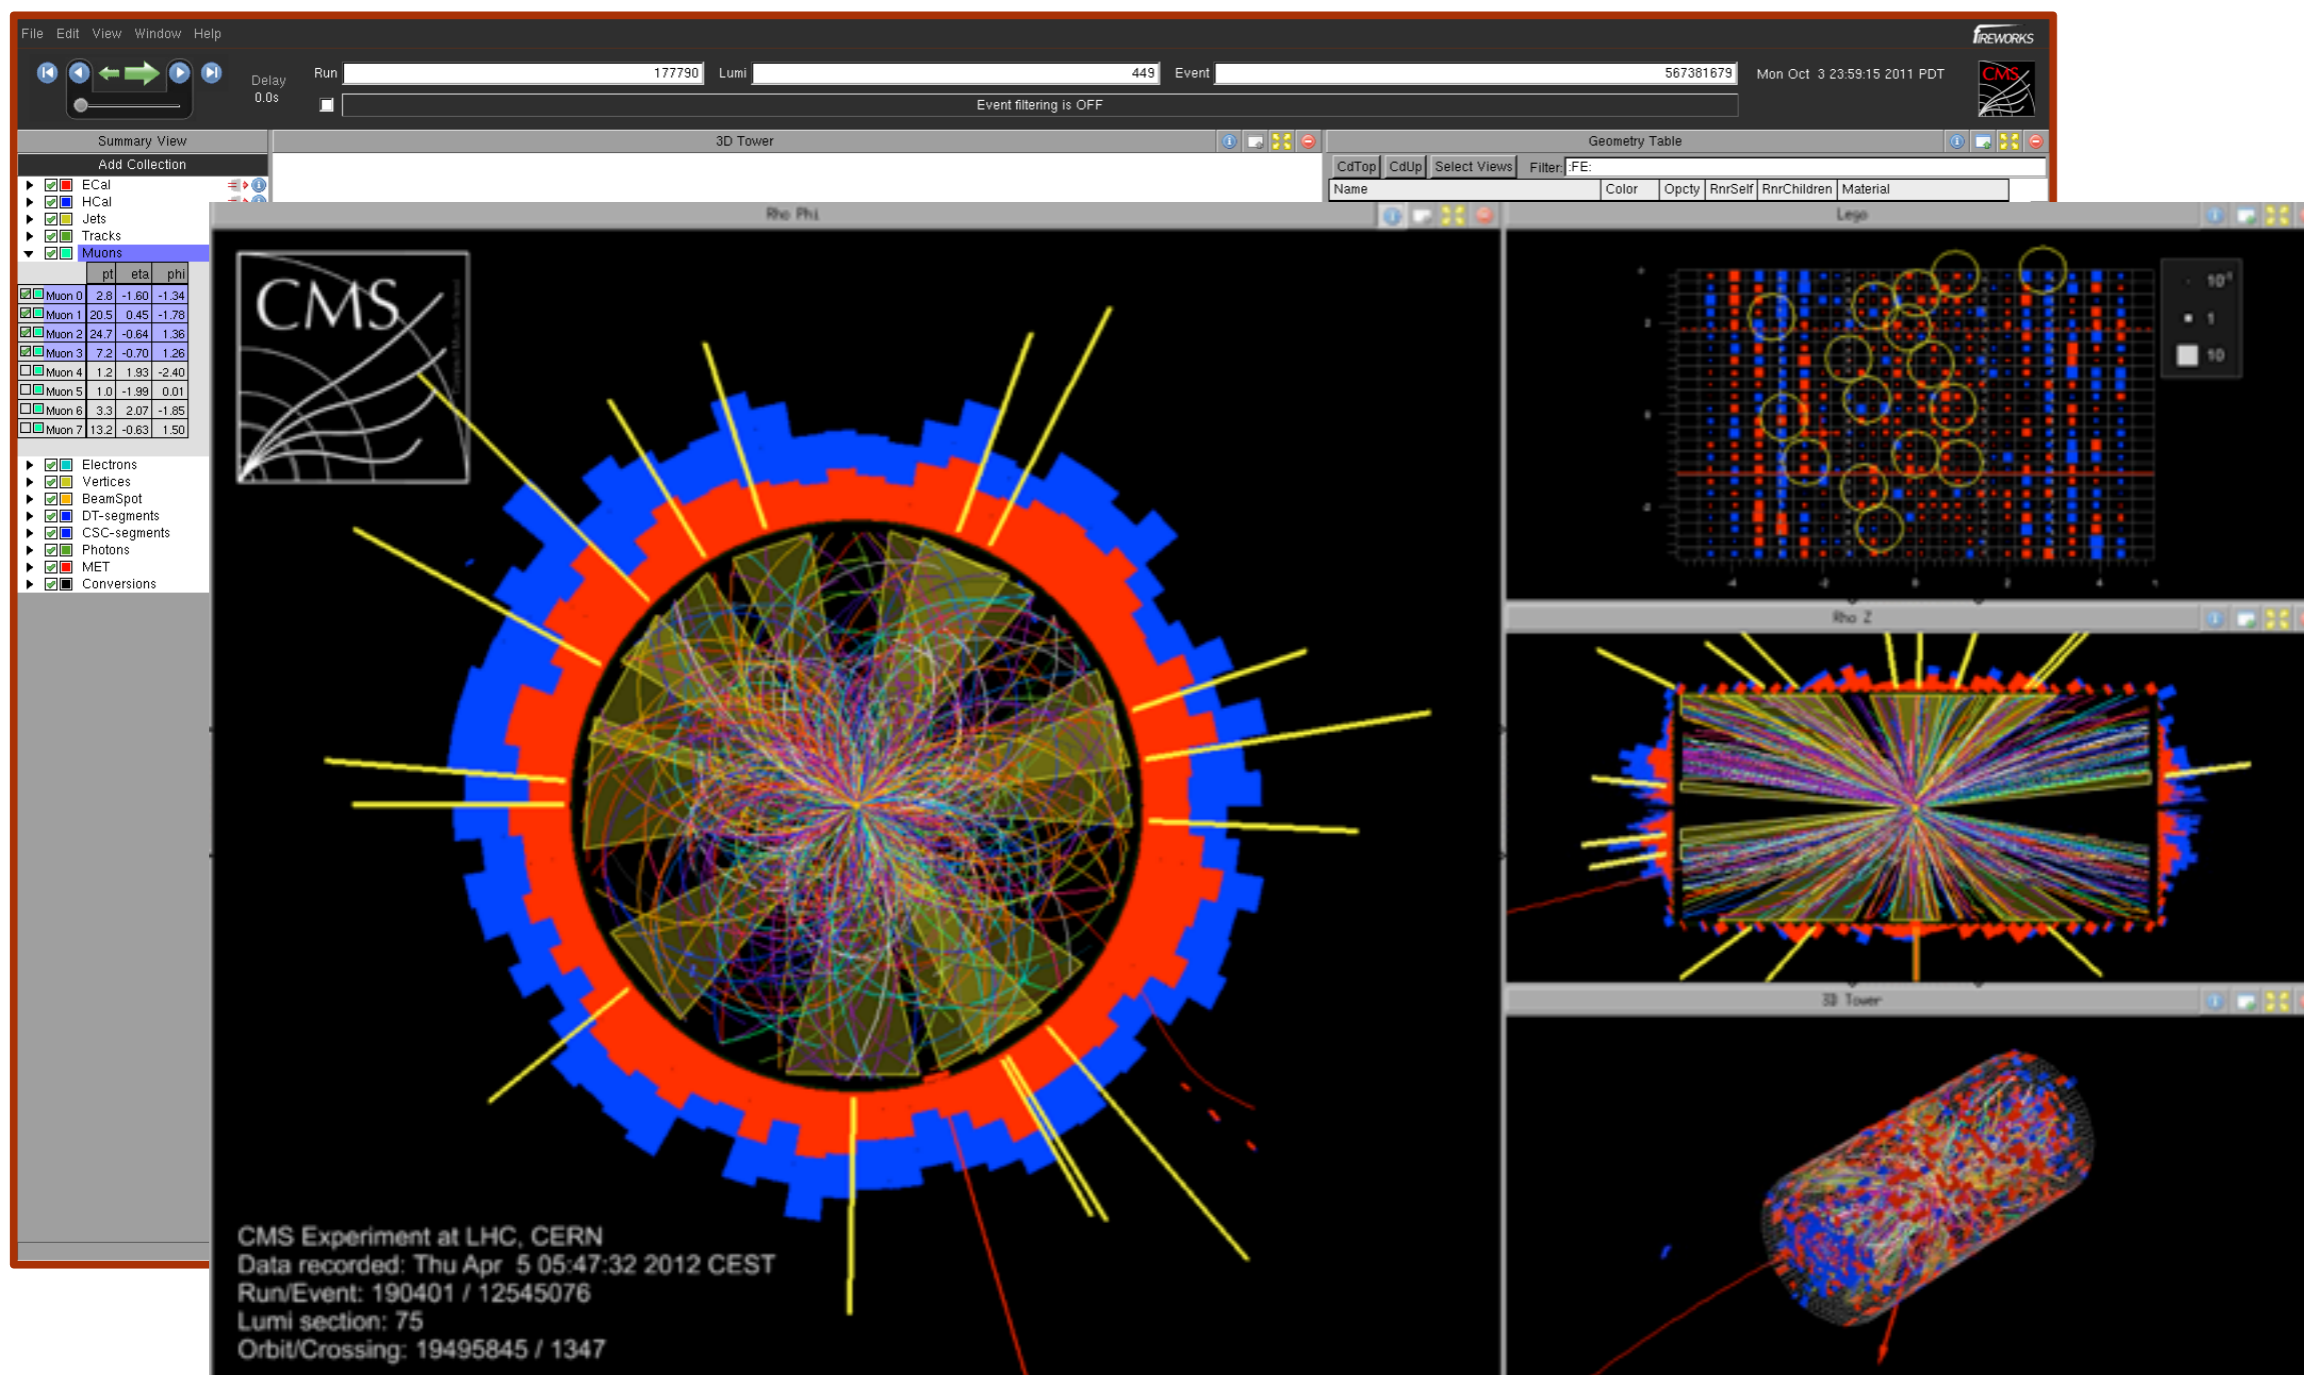 File Edit View Window Help
FIREWORKS
Delay
0.0s
Run 177790 Lumi 449 Event 567381679 Mon Oct 3 23:59:15 2011 PDT
CMS
Event filtering is OFF
Summary View
3D Tower
Geometry Table
Add Collection
CdTop CdUp Select Views Filter: :FE:
Name Color Opcty RnrSelf RnrChildren Material
ECal
HCal
Jets
Tracks
Muons
pt eta phi
Muon 0 2.8 -1.60 -1.34
Muon 1 20.5 0.45 -1.78
Muon 2 24.7 -0.64 1.36
Muon 3 7.2 -0.70 1.26
Muon 4 1.2 1.93 -2.40
Muon 5 1.0 -1.99 0.01
Muon 6 3.3 2.07 -1.85
Muon 7 13.2 -0.63 1.50
Electrons
Vertices
BeamSpot
DT-segments
CSC-segments
Photons
MET
Conversions
Rho Phi
CMS
CMS Experiment at LHC, CERN
Data recorded: Thu Apr 5 05:47:32 2012 CEST
Run/Event: 190401 / 12545076
Lumi section: 75
Orbit/Crossing: 19495845 / 1347
Lego
1
10
Rho Z
3D Tower